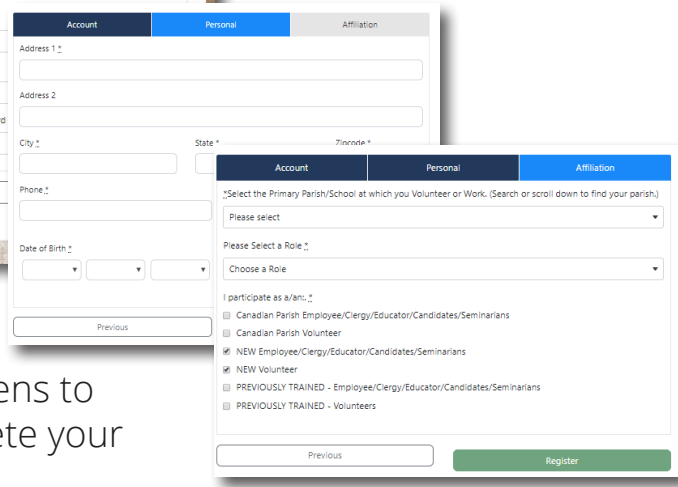 Account Personal Affiliation
Address 1 *
Address 2
City * State * Zipcode *
Phone *
Date of Birth *
Previous
Account Personal Affiliation
*Select the Primary Parish/School at which you Volunteer or Work. (Search or scroll down to find your parish.)
Please select
Please Select a Role *
Choose a Role
I participate as a/an:. *
Canadian Parish Employee/Clergy/Educator/Candidates/Seminarians
Canadian Parish Volunteer
NEW Employee/Clergy/Educator/Candidates/Seminarians
NEW Volunteer
PREVIOUSLY TRAINED - Employee/Clergy/Educator/Candidates/Seminarians
PREVIOUSLY TRAINED - Volunteers
Previous Register
ens to
ete your